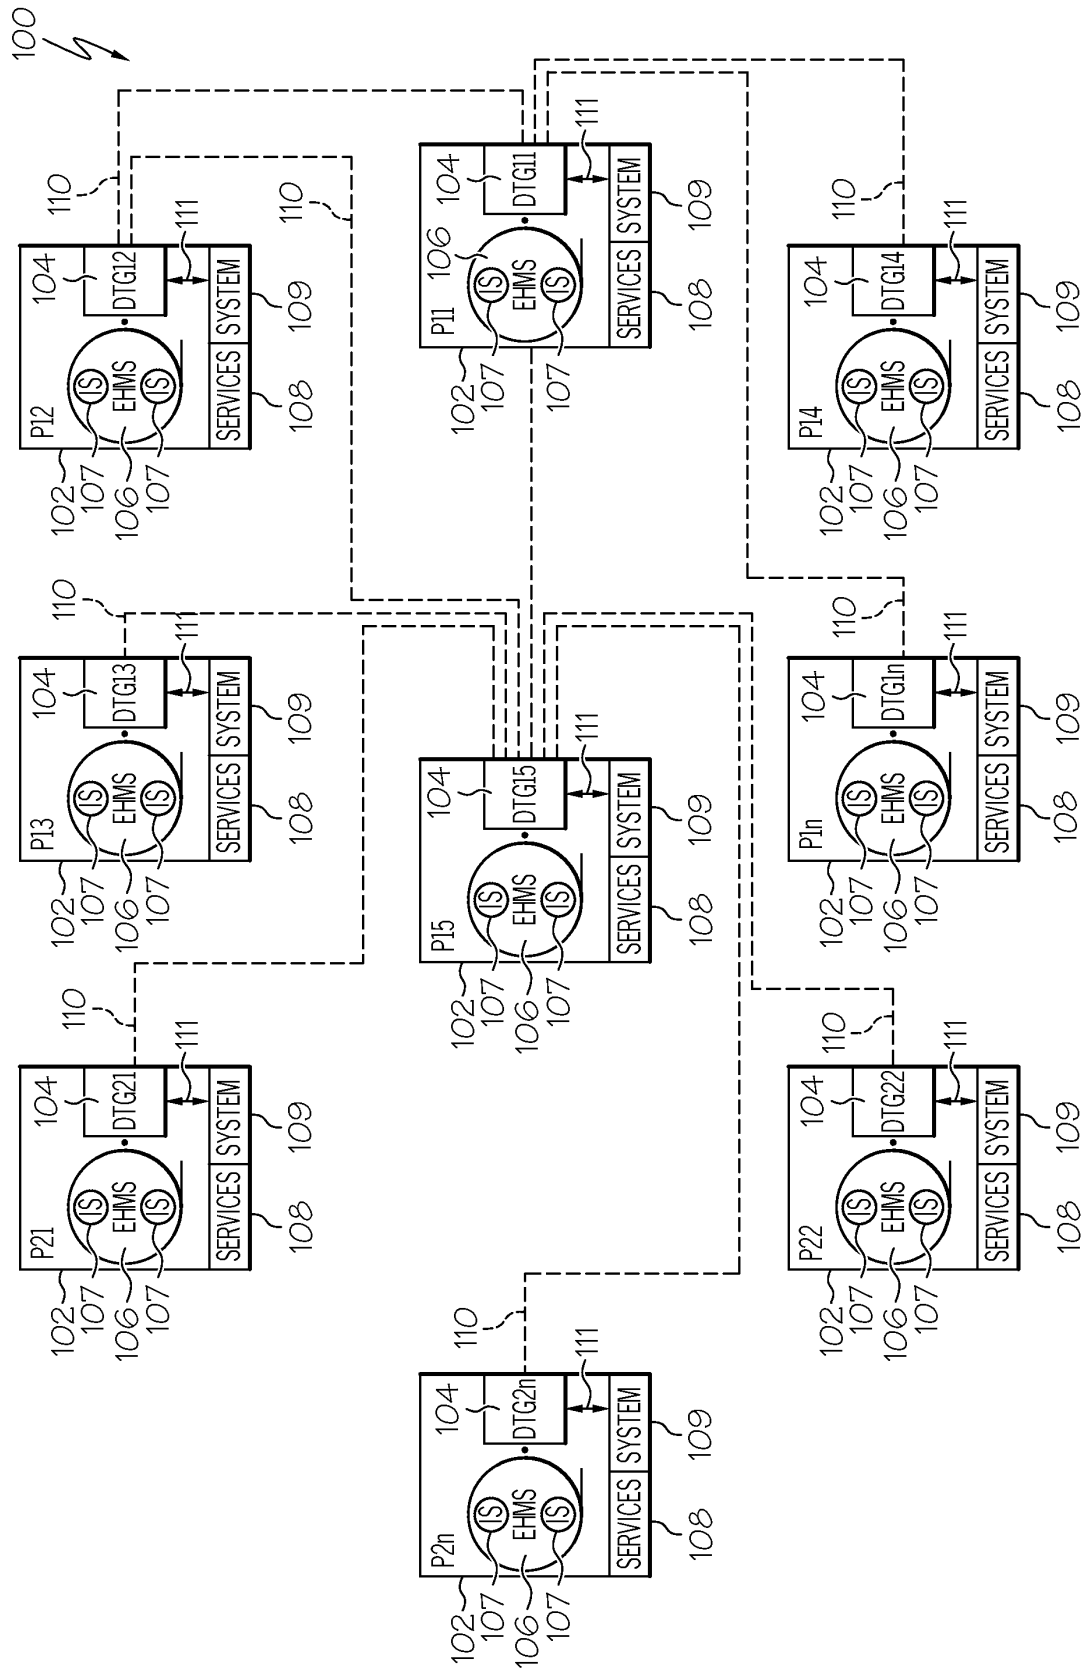 100
P21
102
104
107
IS
EHMS
IS
DTG21
106
107
110
111
SERVICES
SYSTEM
108
109
P13
102
104
107
IS
EHMS
IS
DTG13
106
107
110
111
SERVICES
SYSTEM
108
109
P12
102
104
107
IS
EHMS
IS
DTG12
106
107
110
110
111
SERVICES
SYSTEM
108
109
P2n
102
104
107
IS
EHMS
IS
DTG2n
106
107
110
111
SERVICES
SYSTEM
108
109
P15
102
104
107
IS
EHMS
IS
DTG15
106
107
111
SERVICES
SYSTEM
108
109
P11
102
106
104
107
IS
EHMS
IS
DTG11
107
111
SERVICES
SYSTEM
108
109
P22
102
104
107
IS
EHMS
IS
DTG22
106
107
110
111
SERVICES
SYSTEM
108
109
P1n
102
104
107
IS
EHMS
IS
DTG1n
106
107
110
111
SERVICES
SYSTEM
108
109
P14
102
104
107
IS
EHMS
IS
DTG14
106
107
110
111
SERVICES
SYSTEM
108
109